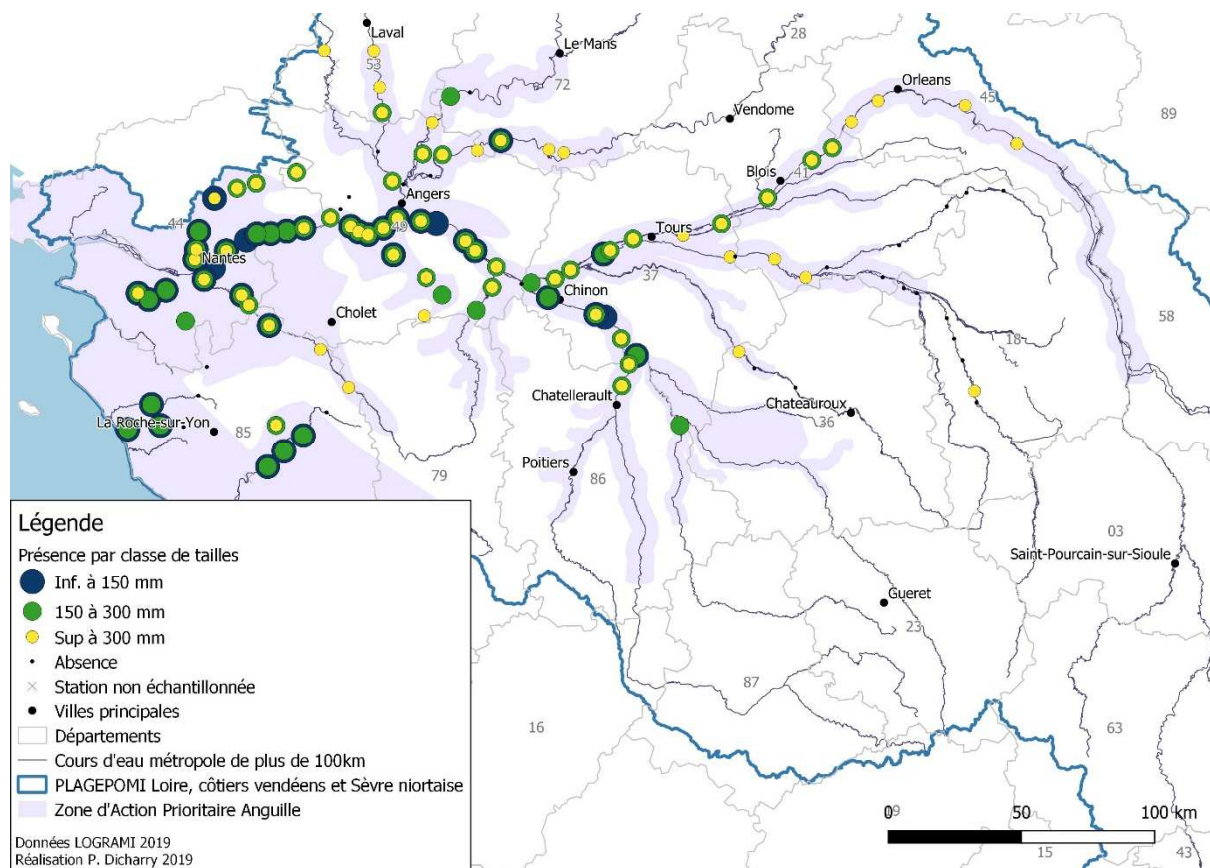 Laval
53
Le Mans
72
28
Vendome
Orleans
45
89
Blois
41
Angers
49
44
Nantes
Tours
37
Cholet
Chinon
58
18
Chatellerault
Chateauroux
36
La Roche-sur-Yon
85
79
Poitiers
86
03
Saint-Pourcain-sur-Sioule
Gueret
23
87
16
63
Légende
Présence par classe de tailles
Inf. à 150 mm
150 à 300 mm
Sup à 300 mm
Absence
Station non échantillonnée
Villes principales
Départements
Cours d'eau métropole de plus de 100km
PLAGEPOMI Loire, côtiers vendéens et Sèvre niortaise
Zone d'Action Prioritaire Anguille
Données LOGRAMI 2019
Réalisation P. Dicharry 2019
0 50 100 km
15
43